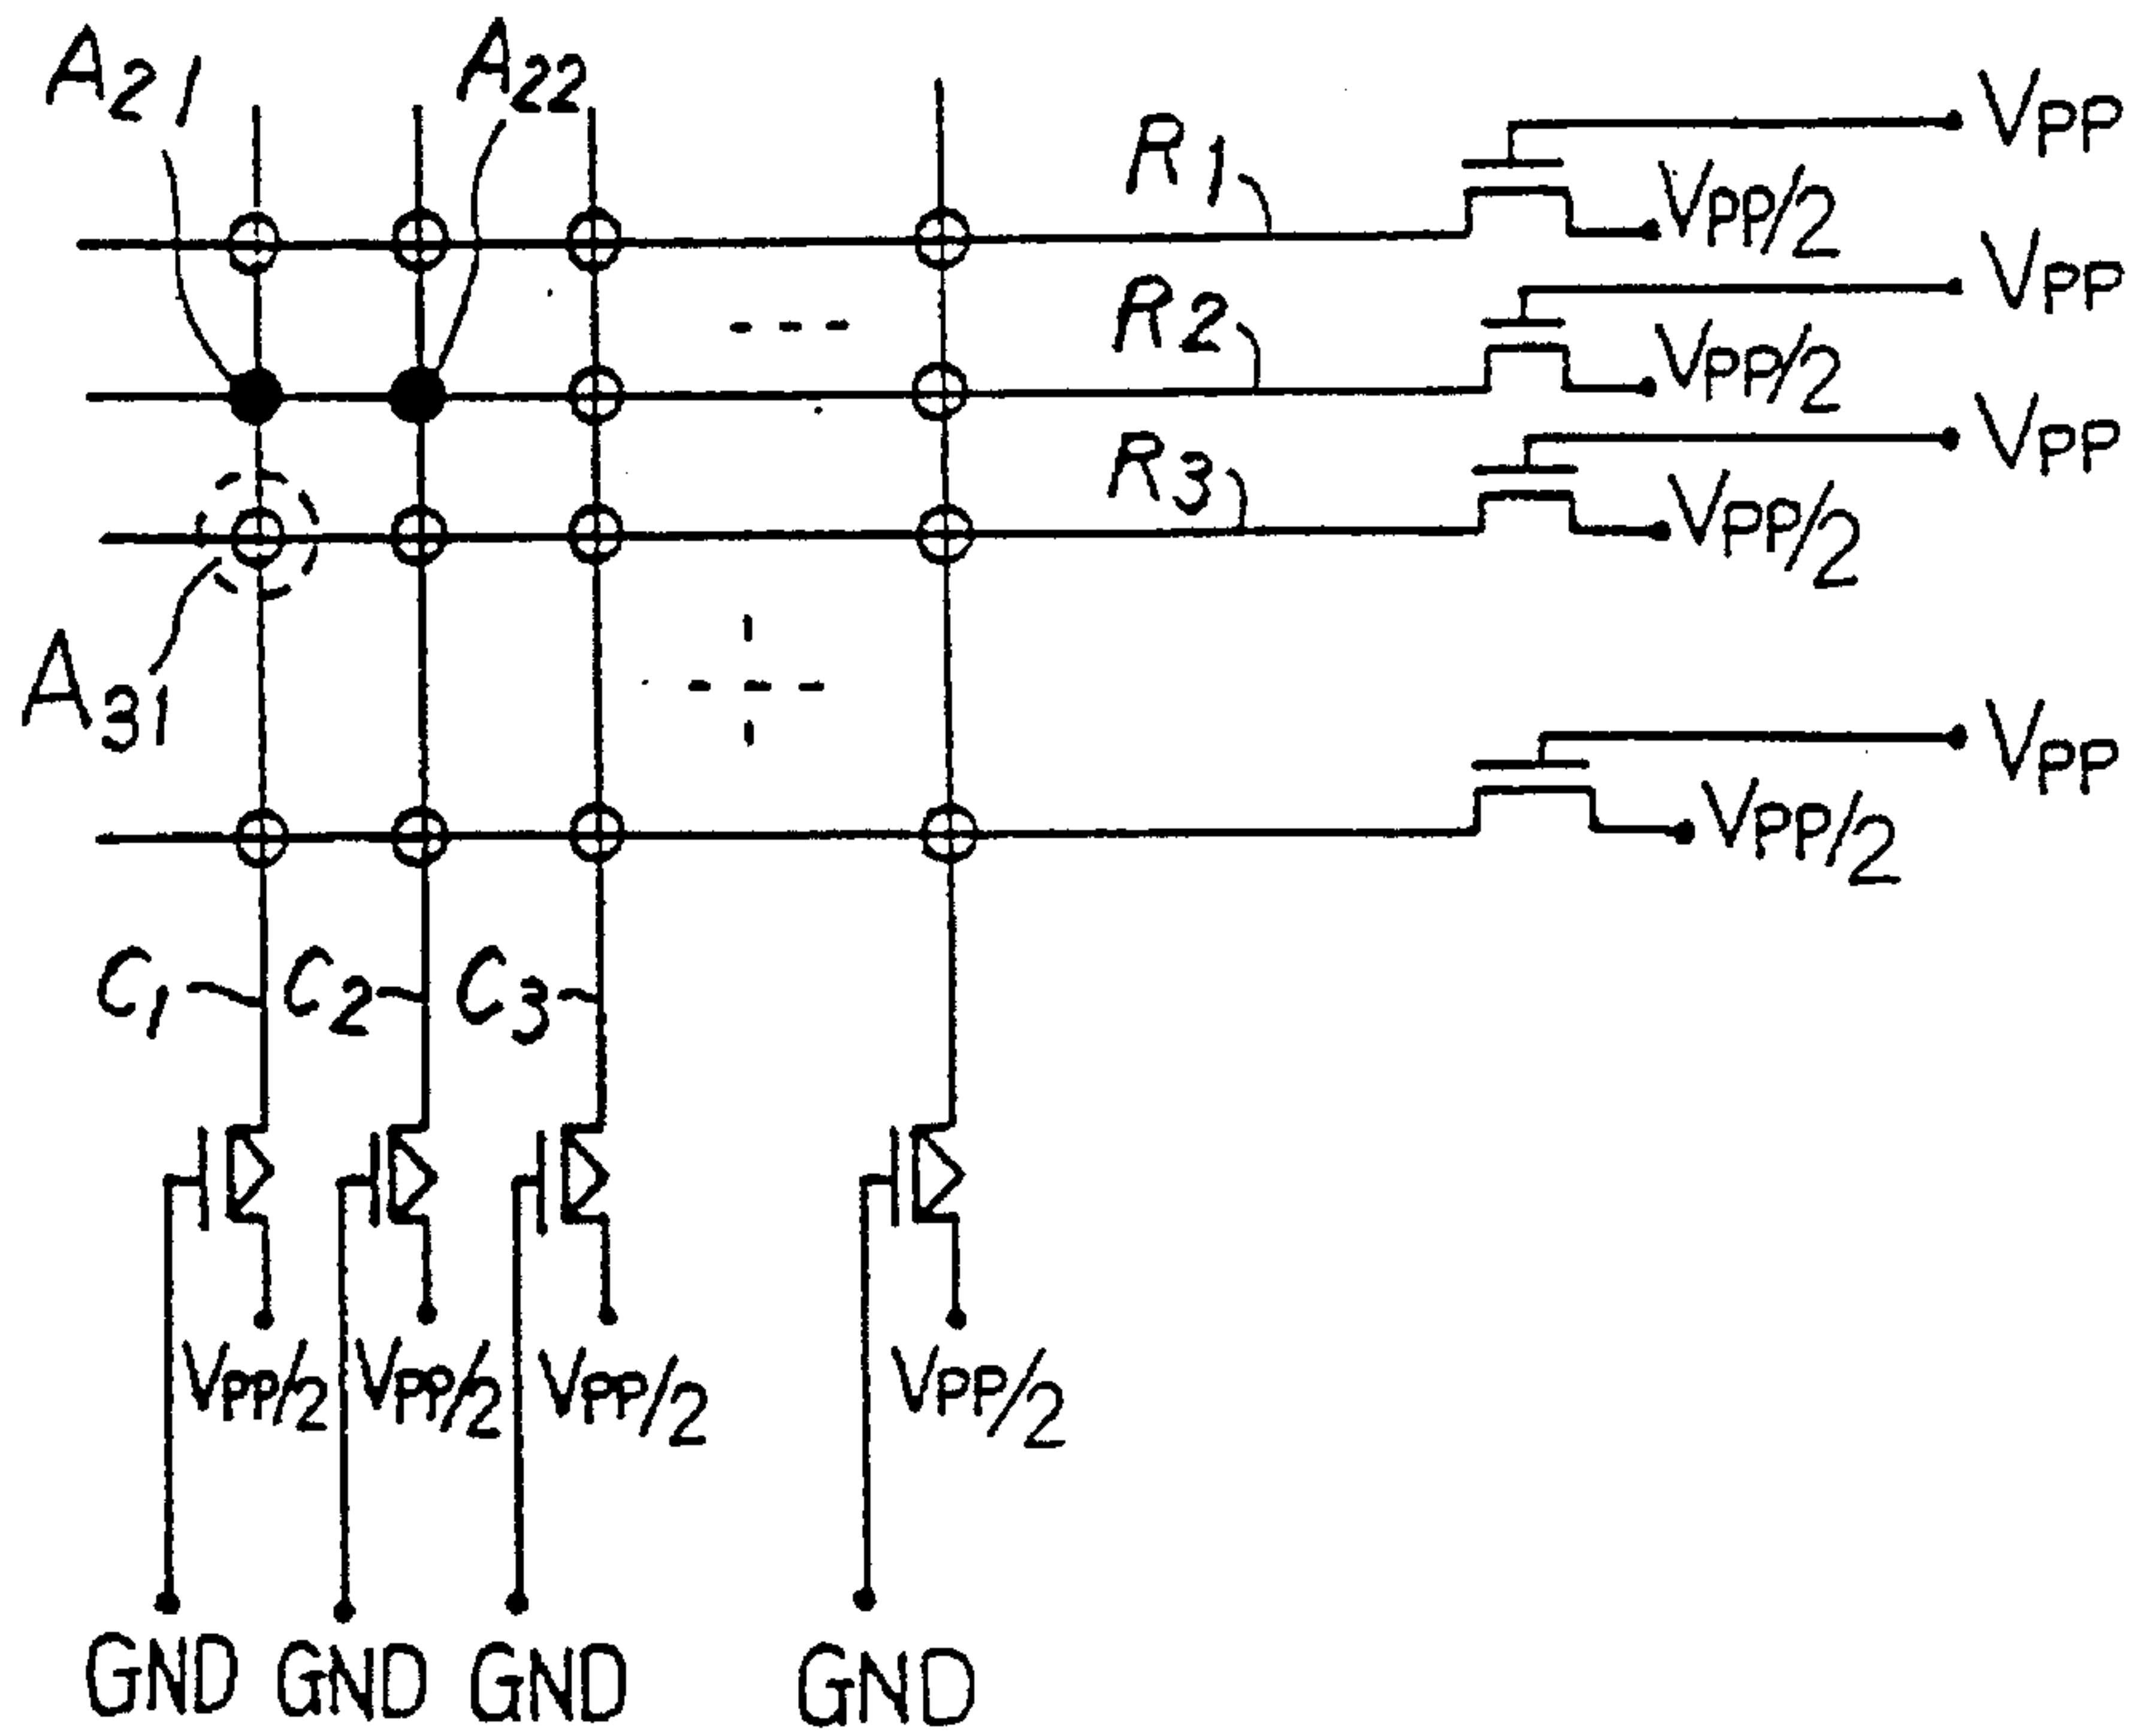 A21 A22
R1 VPP
VPP/2
R2 VPP
VPP/2
R3 VPP
VPP/2
A31
VPP
VPP/2
C1 C2 C3
VPP/2 VPP/2 VPP/2 VPP/2
GND GND GND GND